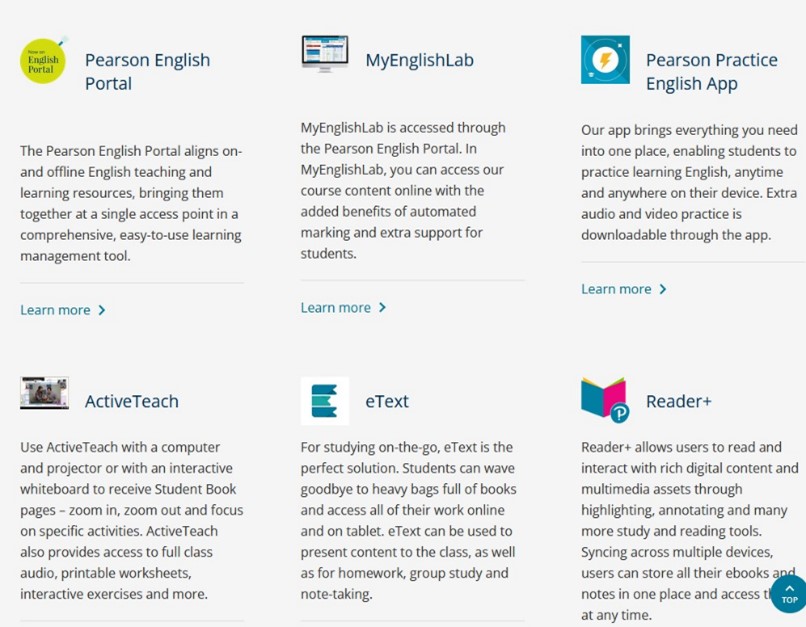 English
Portal
Pearson English
Portal
The Pearson English Portal aligns on-
and offline English teaching and
learning resources, bringing them
together at a single access point in a
comprehensive, easy-to-use learning
management tool.
Learn more
MyEnglishLab
MyEnglishLab is accessed through
the Pearson English Portal. In
MyEnglishLab, you can access our
course content online with the
added benefits of automated
marking and extra support for
students.
Learn more
Pearson Practice
English App
Our app brings everything you need
into one place, enabling students to
practice learning English, anytime
and anywhere on their device. Extra
audio and video practice is
downloadable through the app.
Learn more
ActiveTeach
Use ActiveTeach with a computer
and projector or with an interactive
whiteboard to receive Student Book
pages – zoom in, zoom out and focus
on specific activities. ActiveTeach
also provides access to full class
audio, printable worksheets,
interactive exercises and more.
eText
For studying on-the-go, eText is the
perfect solution. Students can wave
goodbye to heavy bags full of books
and access all of their work online
and on tablet. eText can be used to
present content to the class, as well
as for homework, group study and
note-taking.
Reader+
Reader+ allows users to read and
interact with rich digital content and
multimedia assets through
highlighting, annotating and many
more study and reading tools.
Syncing across multiple devices,
users can store all their ebooks and
notes in one place and access
at any time.
TOP